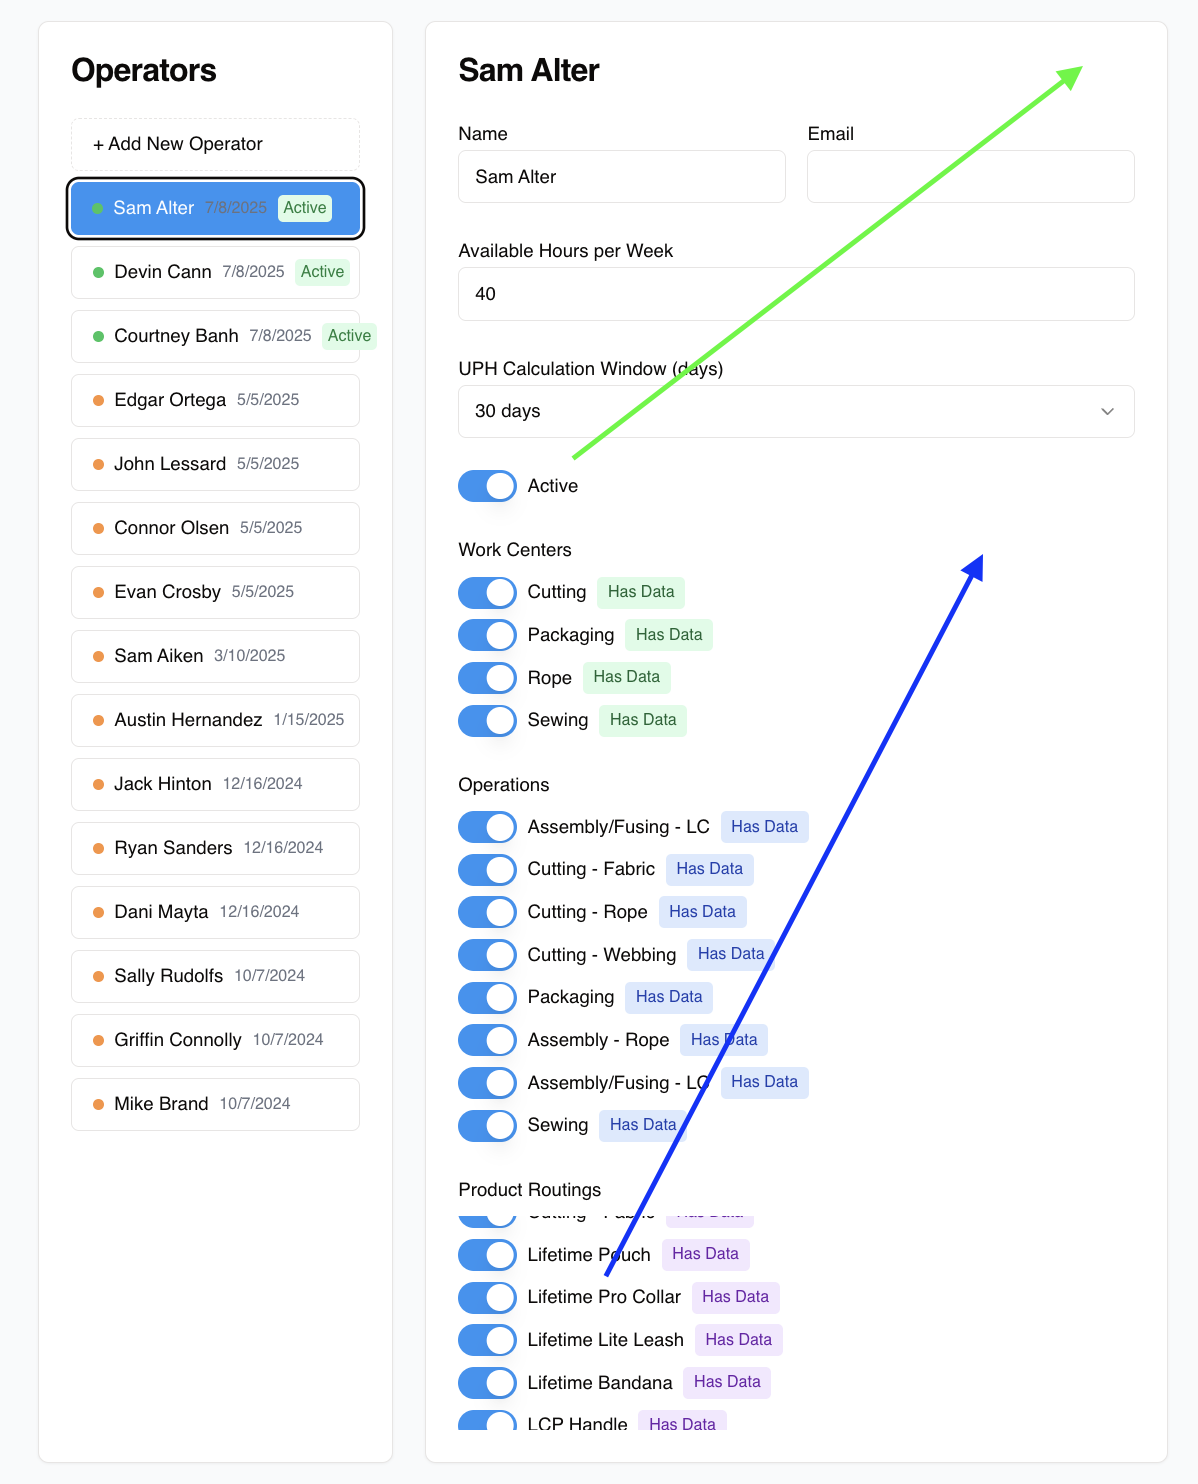 Operators
+ Add New Operator
Sam Alter 7/8/2025 Active
Devin Cann 7/8/2025 Active
Courtney Banh 7/8/2025 Active
Edgar Ortega 5/5/2025
John Lessard 5/5/2025
Connor Olsen 5/5/2025
Evan Crosby 5/5/2025
Sam Aiken 3/10/2025
Austin Hernandez 1/15/2025
Jack Hinton 12/16/2024
Ryan Sanders 12/16/2024
Dani Mayta 12/16/2024
Sally Rudolfs 10/7/2024
Griffin Connolly 10/7/2024
Mike Brand 10/7/2024
Sam Alter
Name Email
Sam Alter
Available Hours per Week
40
UPH Calculation Window (days)
30 days
Active
Work Centers
Cutting Has Data
Packaging Has Data
Rope Has Data
Sewing Has Data
Operations
Assembly/Fusing - LC Has Data
Cutting - Fabric Has Data
Cutting - Rope Has Data
Cutting - Webbing Has Data
Packaging Has Data
Assembly - Rope Has Data
Assembly/Fusing - LC Has Data
Sewing Has Data
Product Routings
Cutting - Fabric Has Data
Lifetime Pouch Has Data
Lifetime Pro Collar Has Data
Lifetime Lite Leash Has Data
Lifetime Bandana Has Data
LCP Handle Has Data